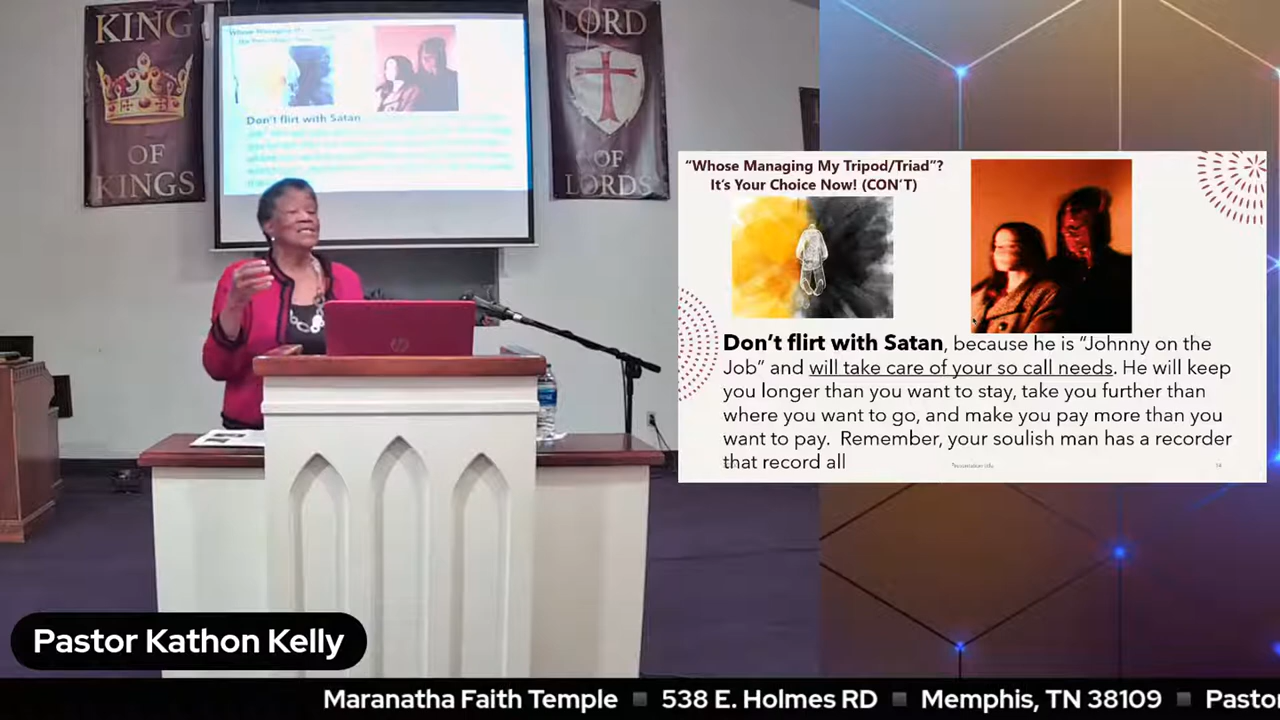 KING
OF
KINGS
LORD
OF
LORDS
Don't flirt with Satan
"Whose Managing My Tripod/Triad"?
It's Your Choice Now! (CON'T)
Don't flirt with Satan, because he is "Johnny on the
Job" and will take care of your so call needs. He will keep
you longer than you want to stay, take you further than
where you want to go, and make you pay more than you
want to pay. Remember, your soulish man has a recorder
that record all
Pastor Kathon Kelly
Maranatha Faith Temple ▪ 538 E. Holmes RD ▪ Memphis, TN 38109 ▪ Pasto